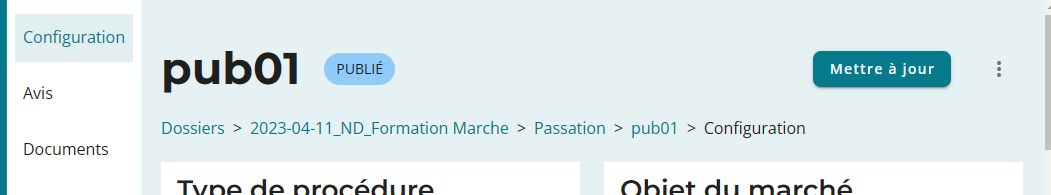 Configuration
Avis
Documents
pub01 PUBLIÉ
Mettre à jour
Dossiers > 2023-04-11_ND_Formation Marche > Passation > pub01 > Configuration
Type de procédure
Objet du marché